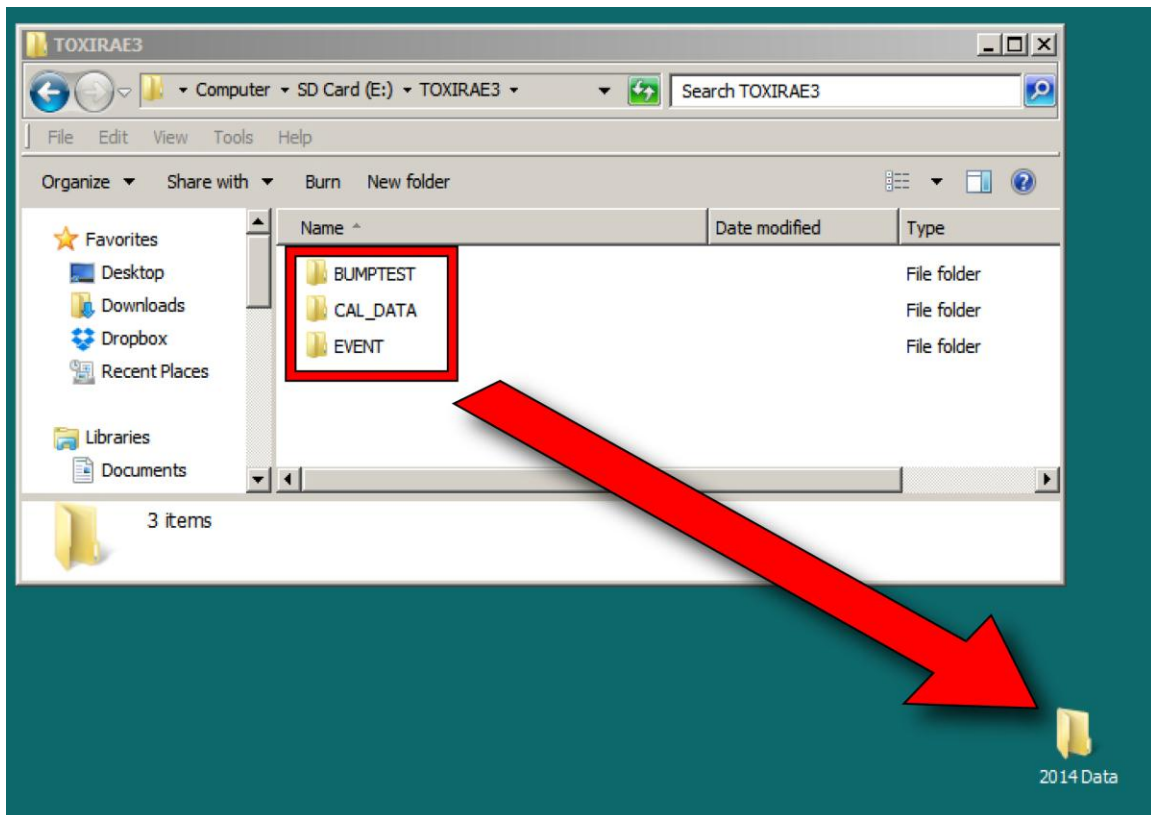 TOXIRAE3
Computer SD Card (E:) TOXIRAE3 Search TOXIRAE3
File Edit View Tools Help
Organize Share with Burn New folder
Name Date modified Type
Favorites
Desktop
Downloads
Dropbox
Recent Places
Libraries
Documents
BUMPTEST File folder
CAL_DATA File folder
EVENT File folder
3 items
2014 Data